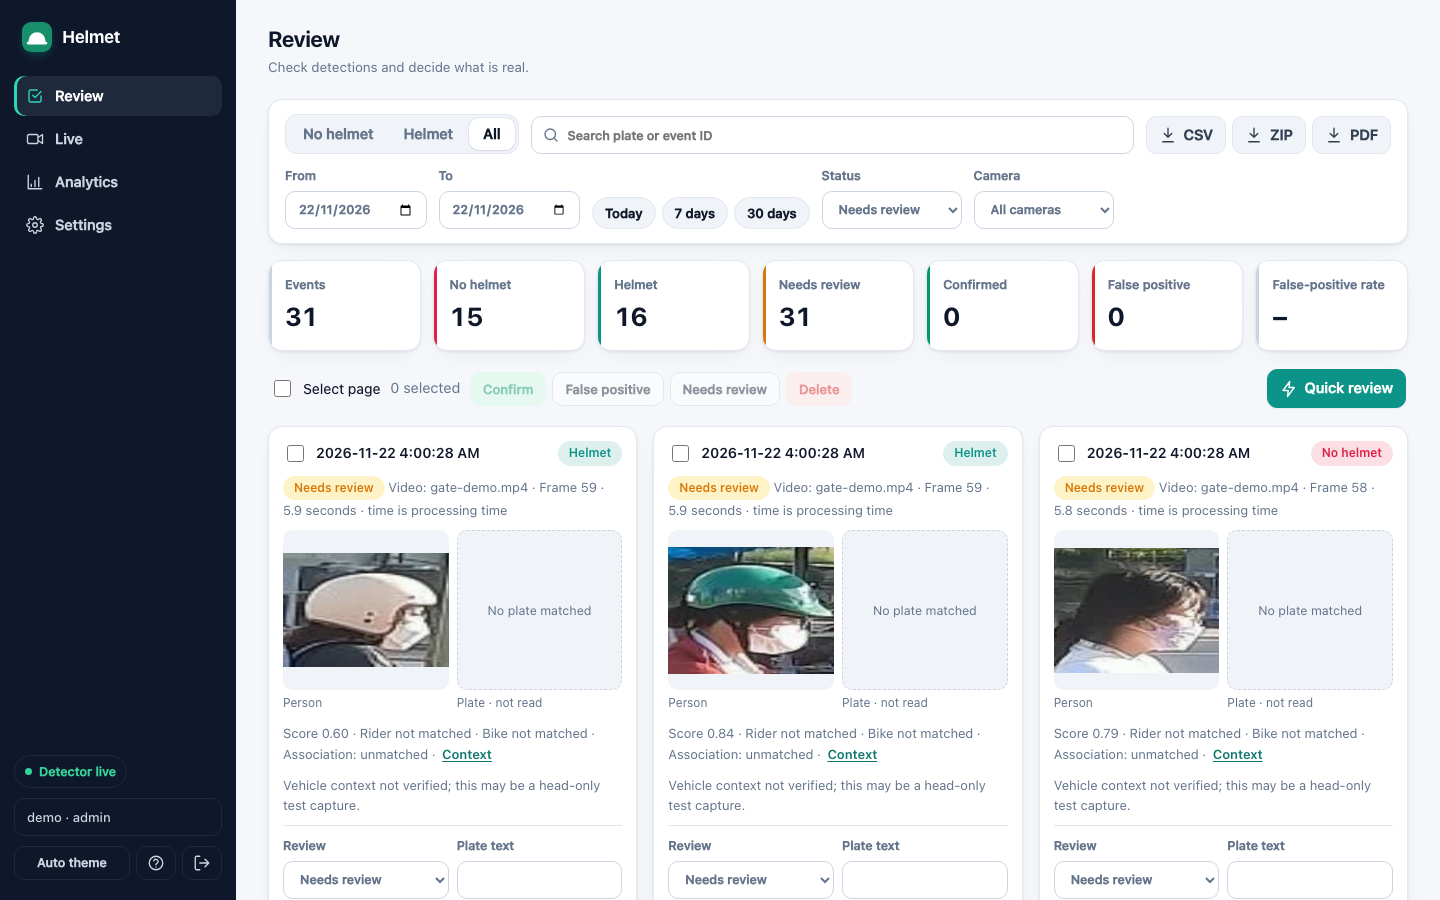 Helmet
Review
Live
Analytics
Settings
Detector live
demo · admin
Auto theme
Review
Check detections and decide what is real.
No helmet Helmet All
Search plate or event ID
CSV ZIP PDF
From To Status Camera
22/11/2026 22/11/2026 Today 7 days 30 days Needs review All cameras
Events No helmet Helmet Needs review Confirmed False positive False-positive rate
31 15 16 31 0 0 –
Select page 0 selected Confirm False positive Needs review Delete Quick review
2026-11-22 4:00:28 AM Helmet
Needs review Video: gate-demo.mp4 · Frame 59 ·
5.9 seconds · time is processing time
No plate matched
Person Plate · not read
Score 0.60 · Rider not matched · Bike not matched ·
Association: unmatched · Context
Vehicle context not verified; this may be a head-only
test capture.
Review Plate text
Needs review
2026-11-22 4:00:28 AM Helmet
Needs review Video: gate-demo.mp4 · Frame 59 ·
5.9 seconds · time is processing time
No plate matched
Person Plate · not read
Score 0.84 · Rider not matched · Bike not matched ·
Association: unmatched · Context
Vehicle context not verified; this may be a head-only
test capture.
Review Plate text
Needs review
2026-11-22 4:00:28 AM No helmet
Needs review Video: gate-demo.mp4 · Frame 58 ·
5.8 seconds · time is processing time
No plate matched
Person Plate · not read
Score 0.79 · Rider not matched · Bike not matched ·
Association: unmatched · Context
Vehicle context not verified; this may be a head-only
test capture.
Review Plate text
Needs review